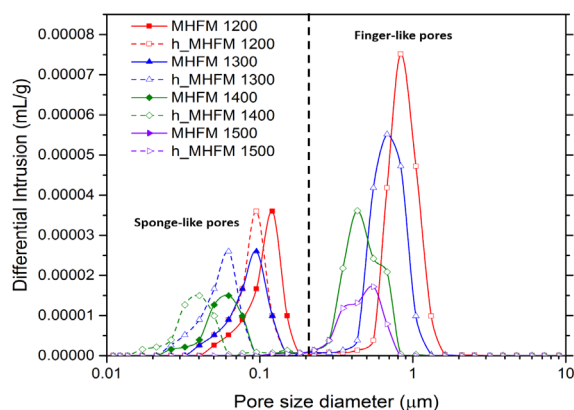 MHFM 1200
h_MHFM 1200
MHFM 1300
h_MHFM 1300
MHFM 1400
h_MHFM 1400
MHFM 1500
h_MHFM 1500
Finger-like pores
Sponge-like pores
Differential Intrusion (mL/g)
0.00008
0.00007
0.00006
0.00005
0.00004
0.00003
0.00002
0.00001
0.00000
0.01
0.1
1
10
Pore size diameter (μm)